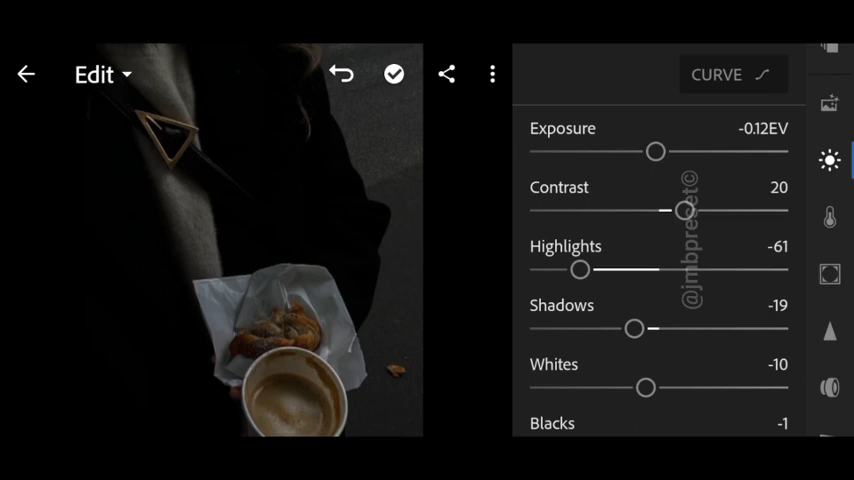 Edit
CURVE
Exposure -0.12EV
Contrast 20
Highlights -61
Shadows -19
Whites -10
Blacks -1
@jmbpreset©